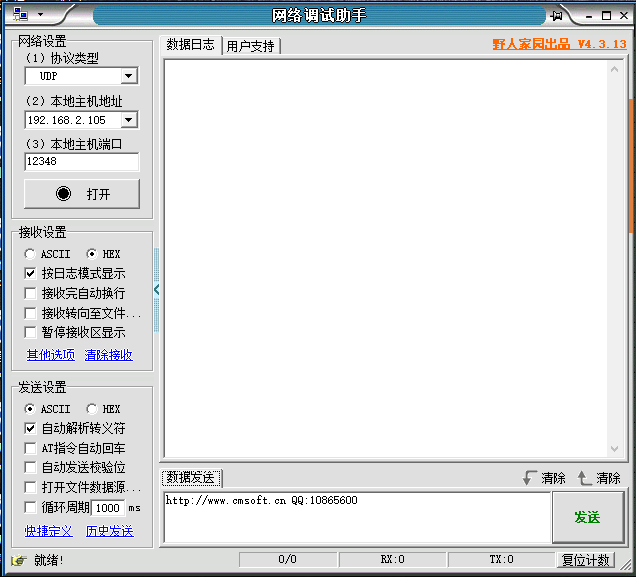 网络调试助手
网络设置
(1) 协议类型
UDP
(2) 本地主机地址
192.168.2.105
(3) 本地主机端口
12348
打开
接收设置
ASCII HEX
按日志模式显示
接收完自动换行
接收转向至文件...
暂停接收区显示
其他选项 清除接收
发送设置
ASCII HEX
自动解析转义符
AT指令自动回车
自动发送校验位
打开文件数据源...
循环周期 1000 ms
快捷定义 历史发送
数据日志 用户支持 野人家园出品 V4.3.13
数据发送 清除 清除
http://www.cmsoft.cn QQ:10865600
发送
就绪! 0/0 RX:0 TX:0 复位计数